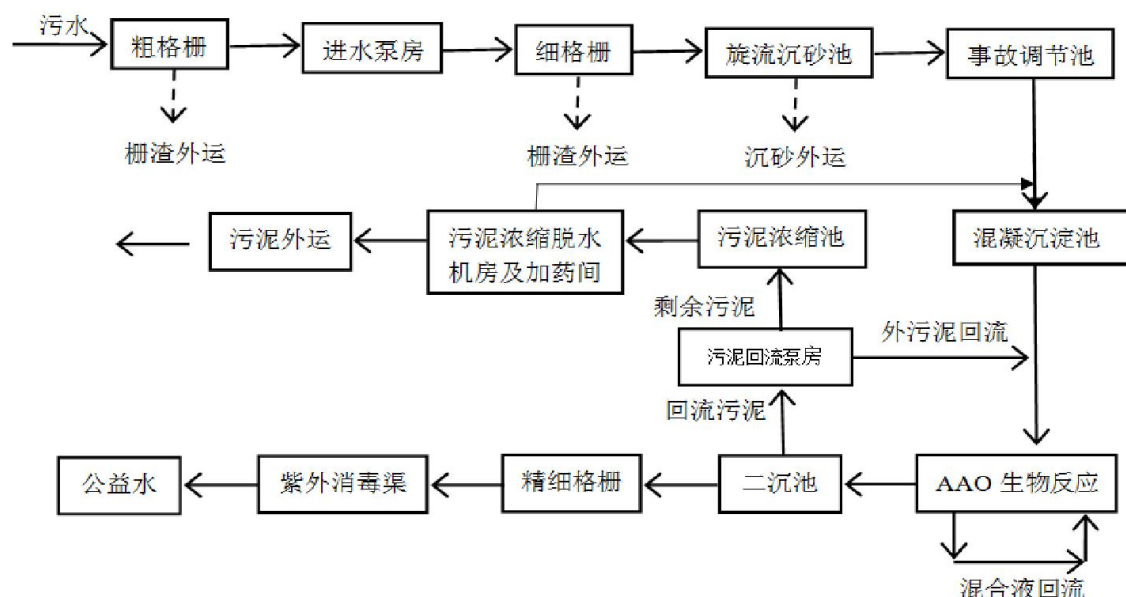 污水
粗格栅
进水泵房
细格栅
旋流沉砂池
事故调节池
栅渣外运
栅渣外运
沉砂外运
污泥外运
污泥浓缩脱水
机房及加药间
污泥浓缩池
混凝沉淀池
剩余污泥
外污泥回流
污泥回流泵房
回流污泥
公益水
紫外消毒渠
精细格栅
二沉池
AAO 生物反应
混合液回流